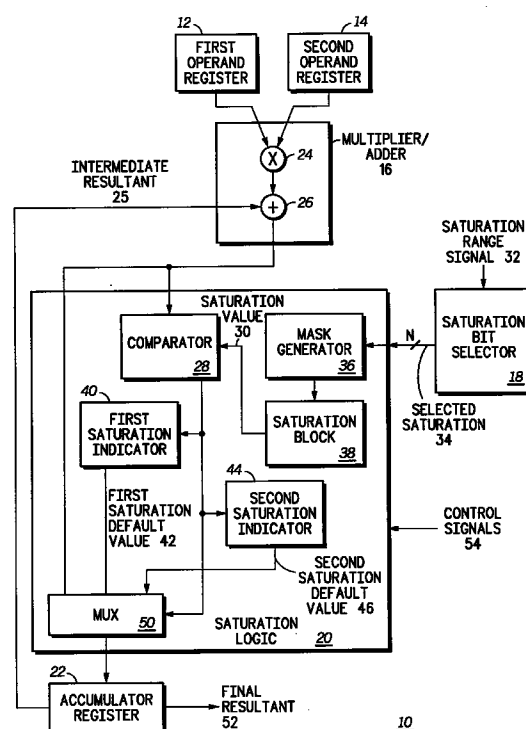 12
14
FIRST
OPERAND
REGISTER
SECOND
OPERAND
REGISTER
X
24
MULTIPLIER/
ADDER
16
INTERMEDIATE
RESULTANT
25
+
26
SATURATION
RANGE
SIGNAL 32
SATURATION
VALUE
30
COMPARATOR
28
MASK
GENERATOR
36
N
SATURATION
BIT
SELECTOR
18
SELECTED
SATURATION
34
40
FIRST
SATURATION
INDICATOR
SATURATION
BLOCK
38
44
SECOND
SATURATION
INDICATOR
FIRST
SATURATION
DEFAULT
VALUE 42
CONTROL
SIGNALS
54
SECOND
SATURATION
DEFAULT
VALUE 46
MUX
50
SATURATION
LOGIC
20
22
ACCUMULATOR
REGISTER
FINAL
RESULTANT
52
10